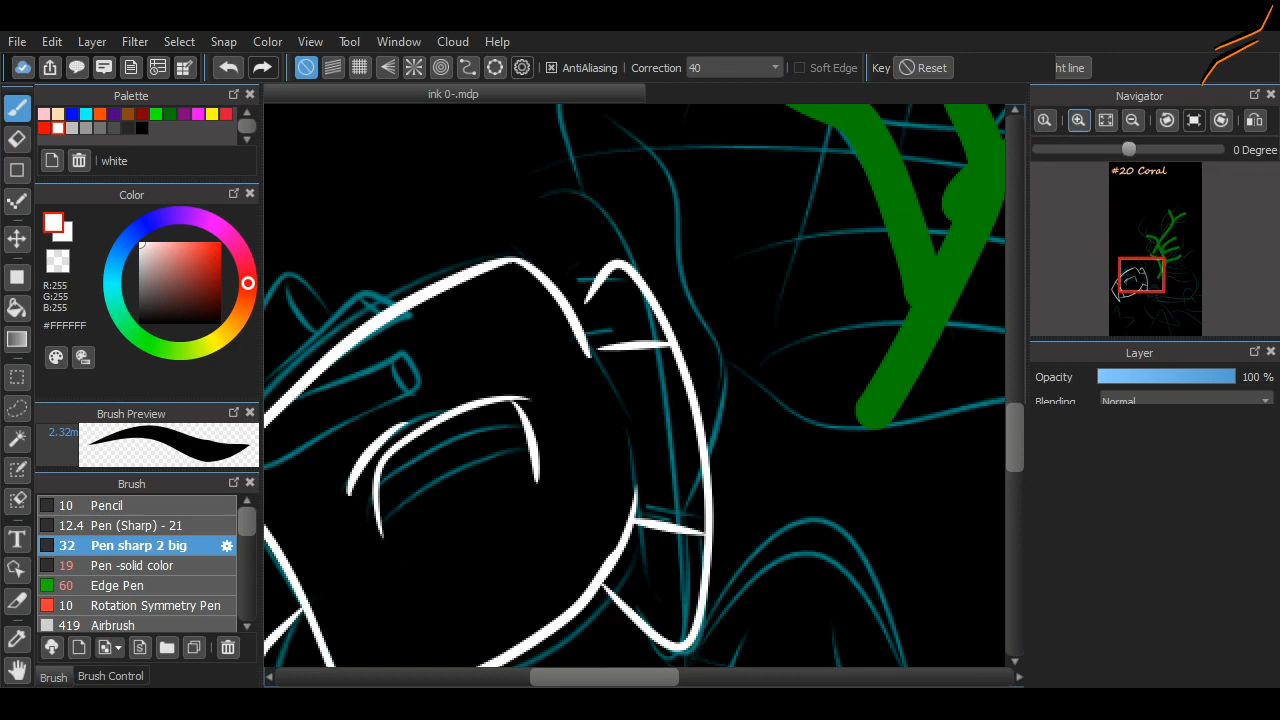 File Edit Layer Filter Select Snap Color View Tool Window Cloud Help
AntiAliasing Correction 40 Soft Edge Key Reset ht line
Palette
white
Color
R:255
G:255
B:255
#FFFFFF
Brush Preview
2.32m
Brush
10 Pencil
12.4 Pen (Sharp) - 21
32 Pen sharp 2 big
19 Pen -solid color
60 Edge Pen
10 Rotation Symmetry Pen
419 Airbrush
Brush Brush Control
ink 0-.mdp
Navigator
0 Degree
#20 Coral
Layer
Opacity 100 %
Blending Normal